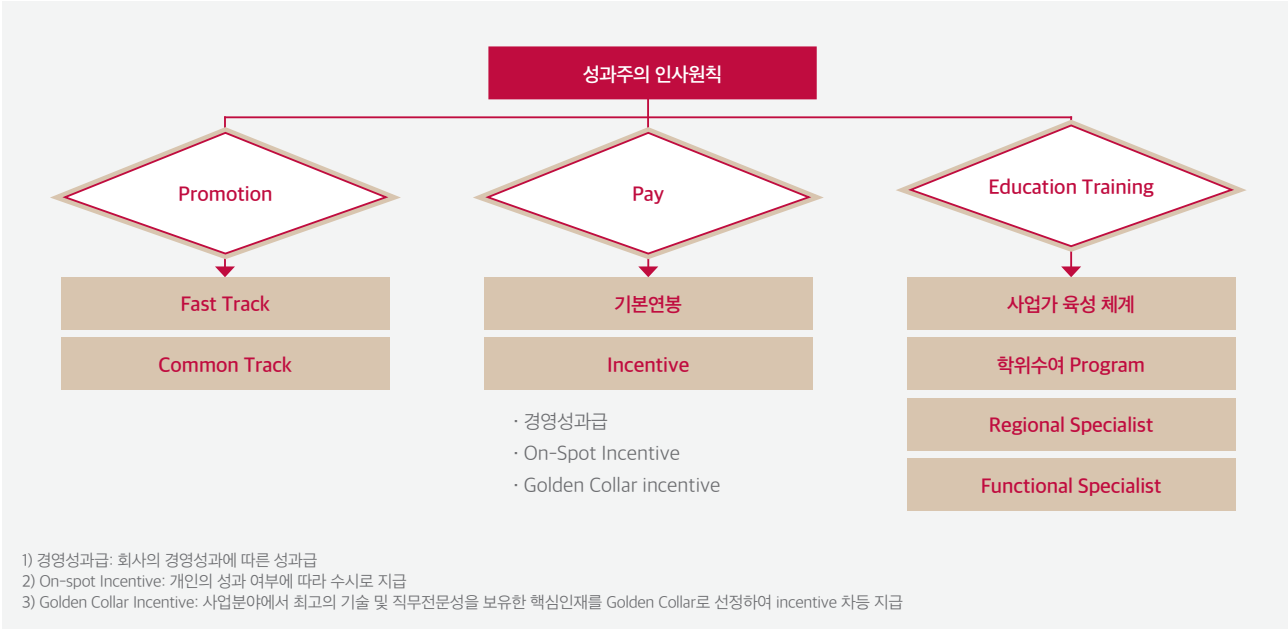 성과주의 인사원칙
Promotion
Fast Track
Common Track
Pay
기본연봉
Incentive
· 경영성과급
· On-Spot Incentive
· Golden Collar incentive
Education Training
사업가 육성 체계
학위수여 Program
Regional Specialist
Functional Specialist
1) 경영성과급: 회사의 경영성과에 따른 성과급
2) On-spot Incentive: 개인의 성과 여부에 따라 수시로 지급
3) Golden Collar Incentive: 사업분야에서 최고의 기술 및 직무전문성을 보유한 핵심인재를 Golden Collar로 선정하여 incentive 차등 지급